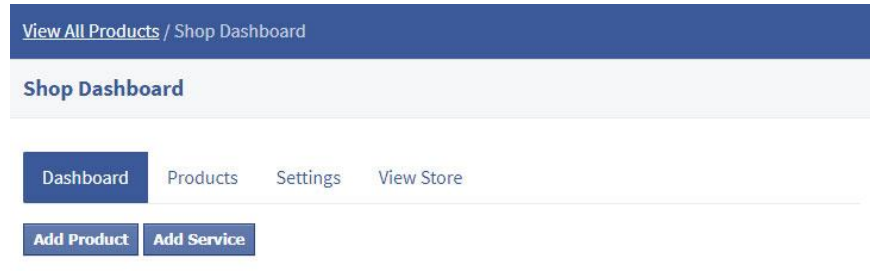 View All Products / Shop Dashboard
Shop Dashboard
Dashboard Products Settings View Store
Add Product Add Service